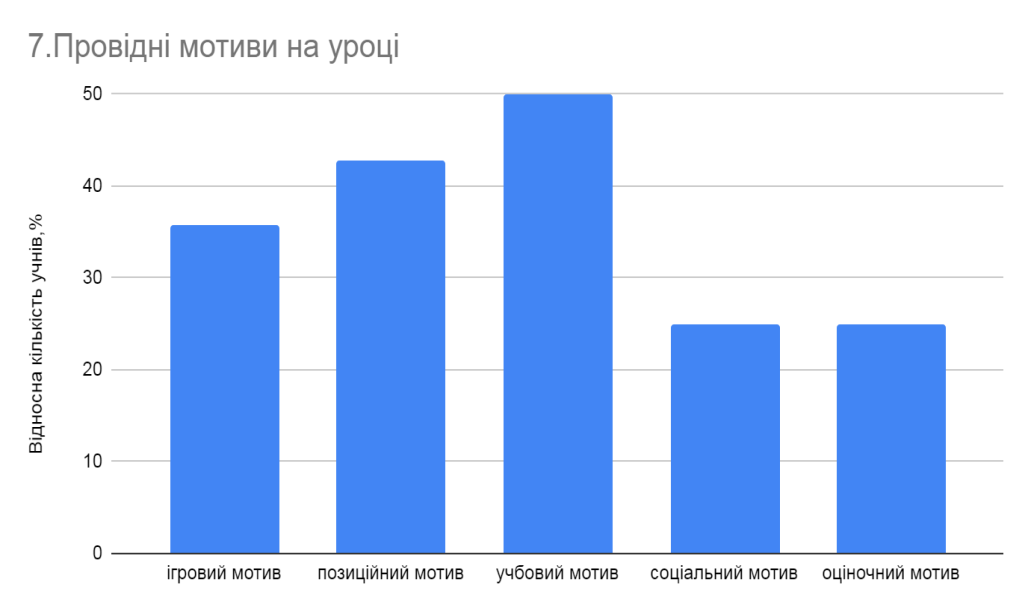 7.Провідні мотиви на уроці
50
40
30
20
10
0
Відносна кількість учнів,%
ігровий мотив
позиційний мотив
учбовий мотив
соціальний мотив
оціночний мотив